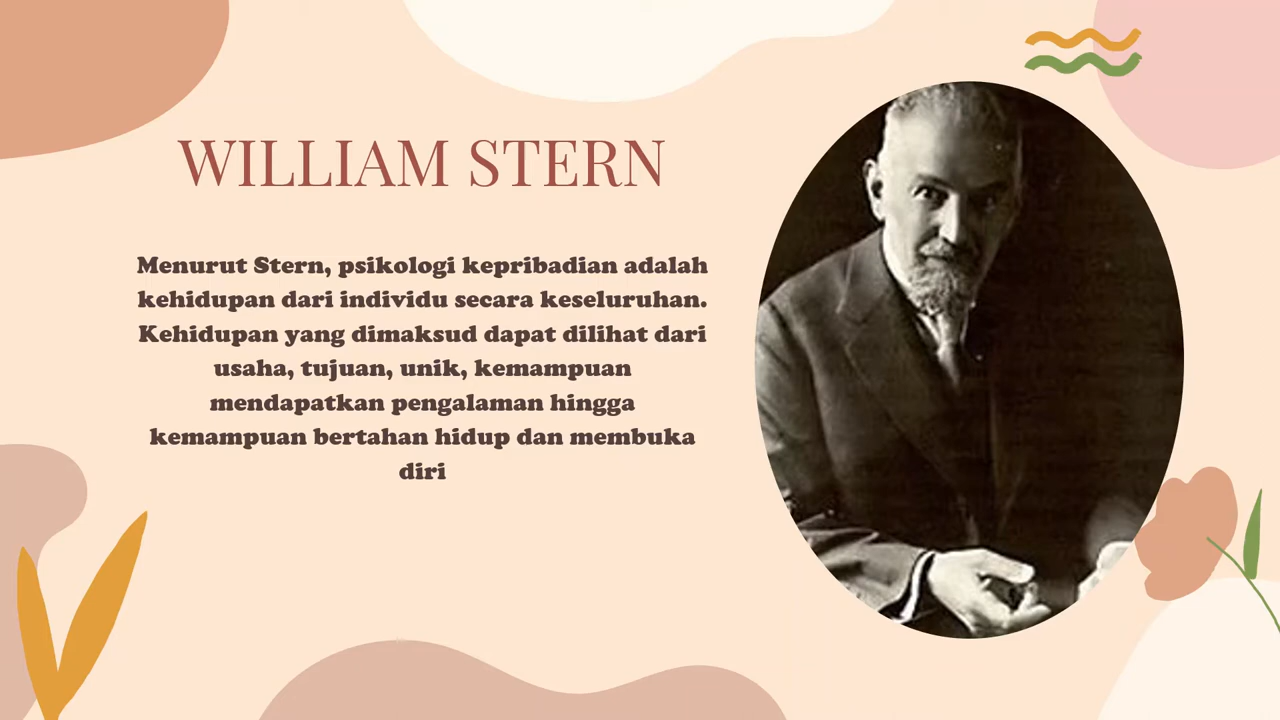 WILLIAM STERN
Menurut Stern, psikologi kepribadian adalah
kehidupan dari individu secara keseluruhan.
Kehidupan yang dimaksud dapat dilihat dari
usaha, tujuan, unik, kemampuan
mendapatkan pengalaman hingga
kemampuan bertahan hidup dan membuka
diri